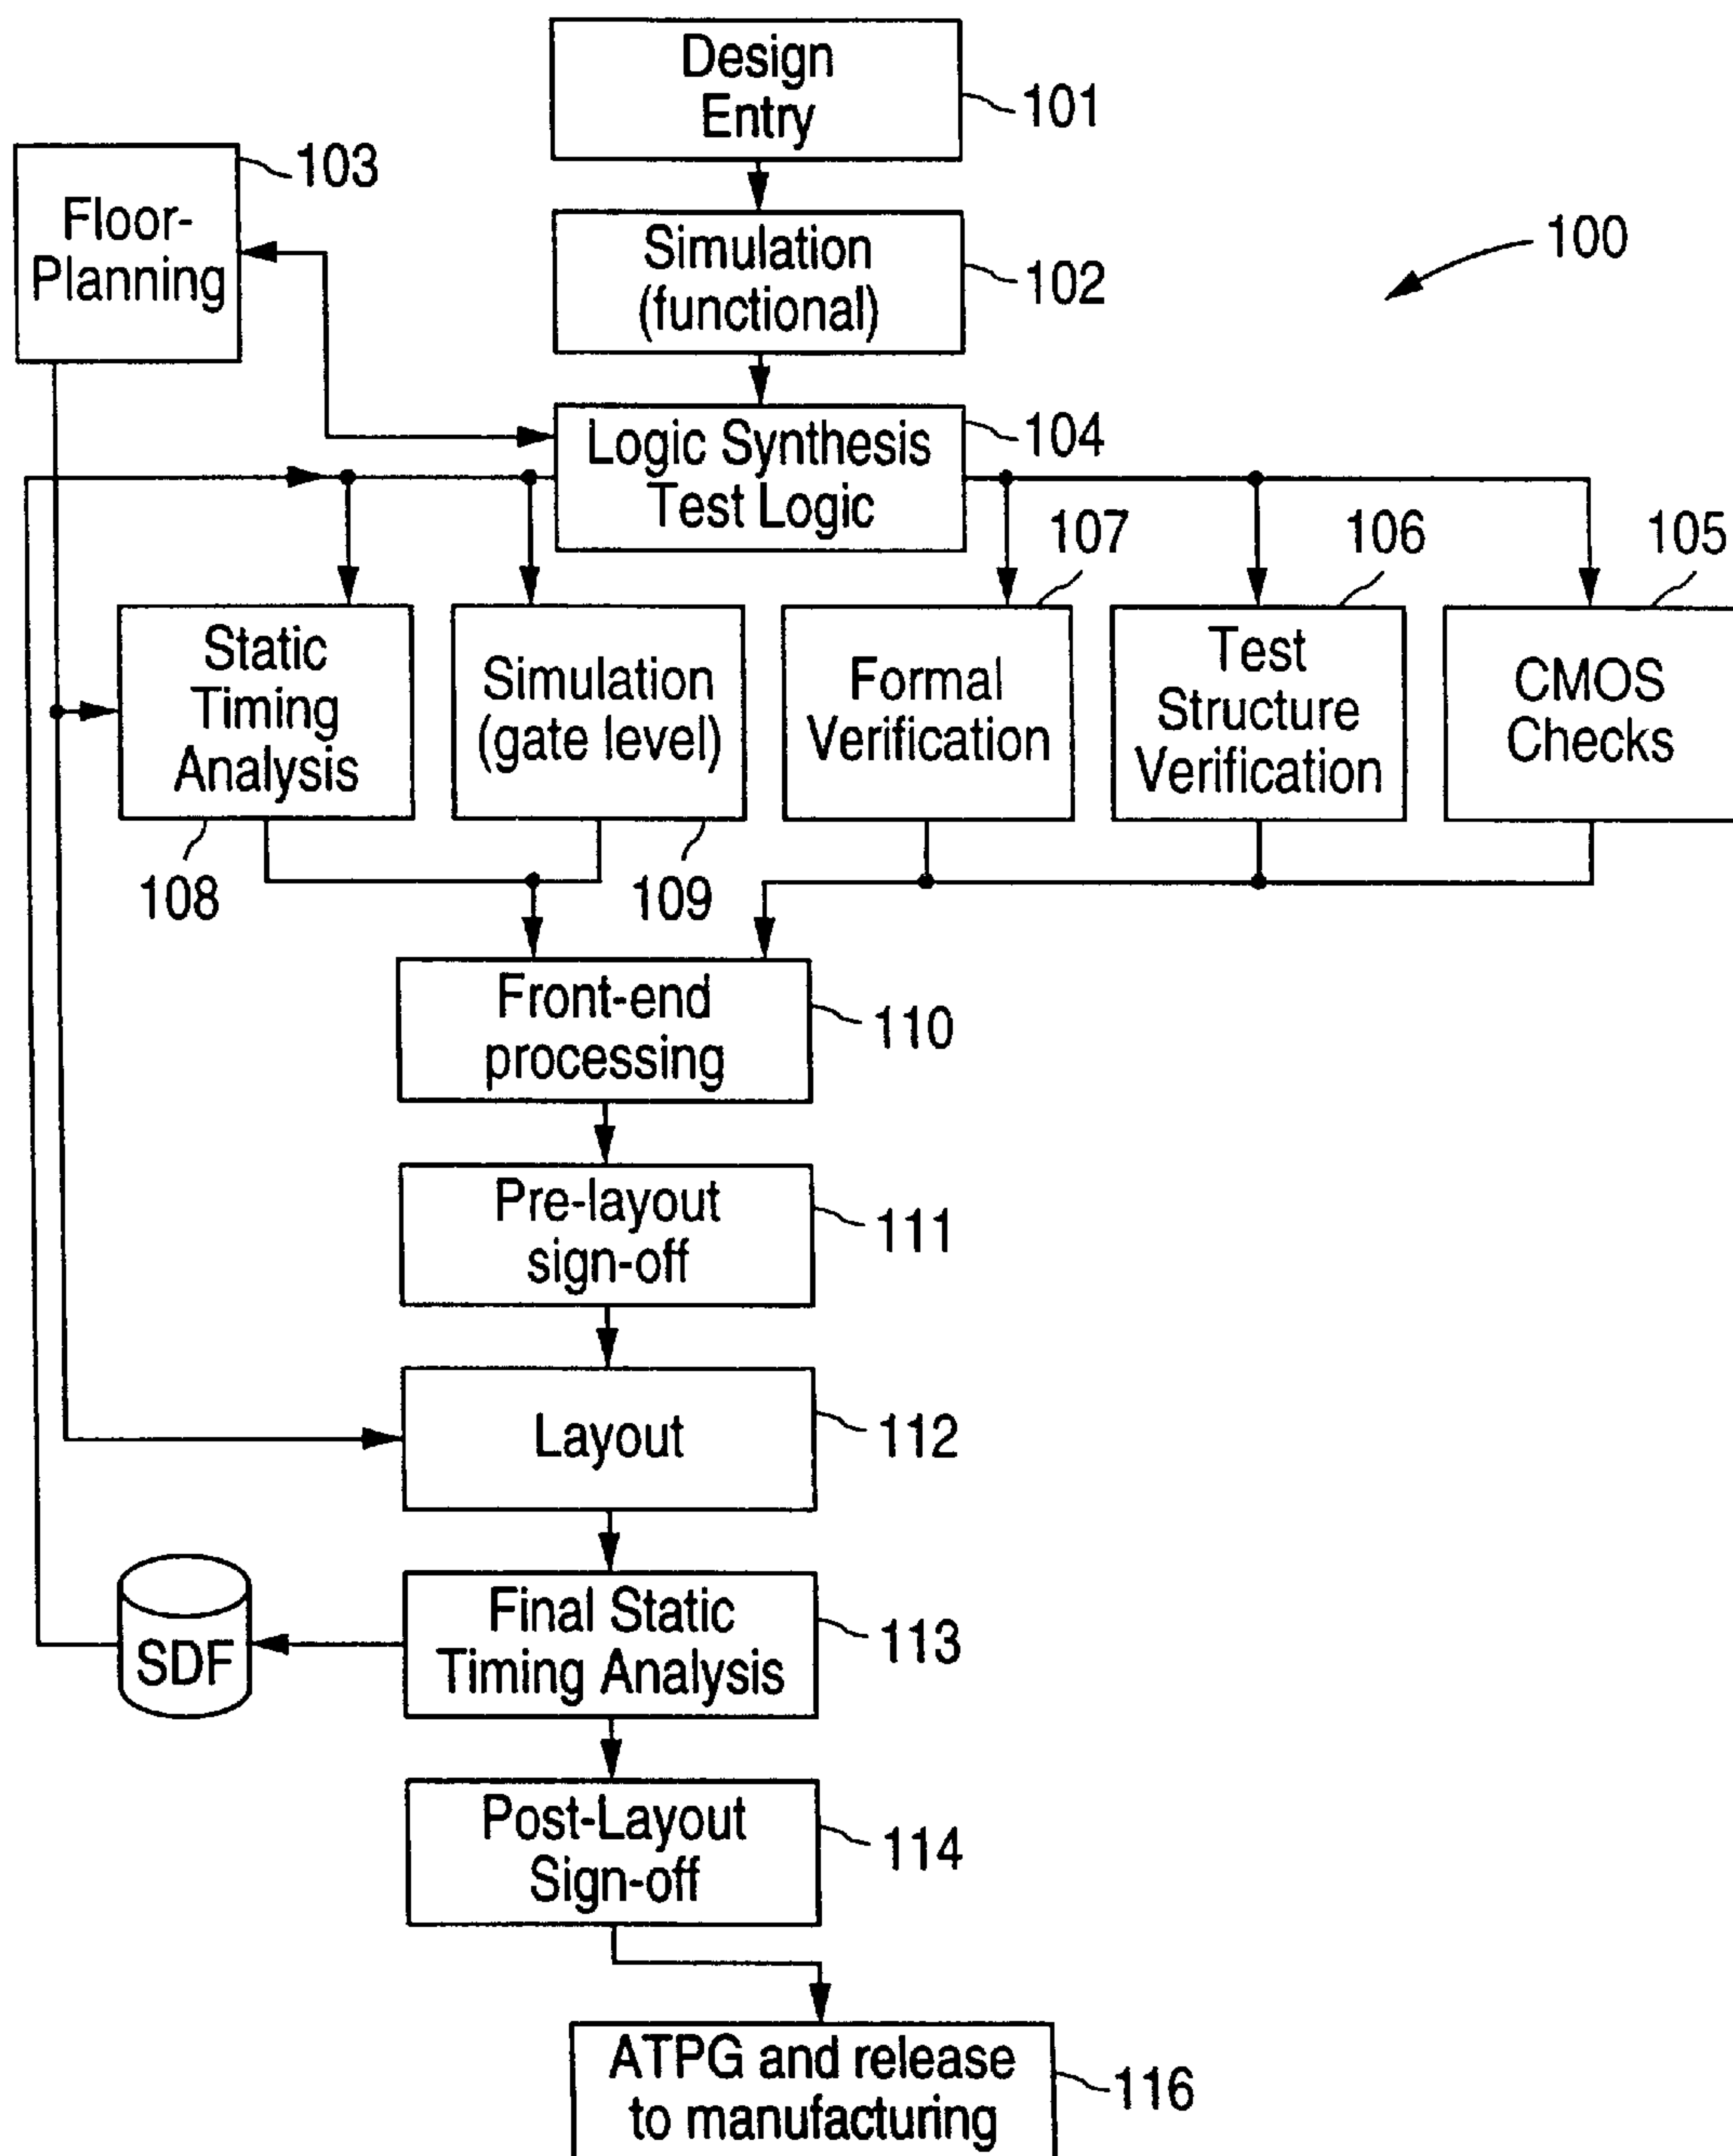 Design
Entry
101
103
Floor-
Planning
Simulation
(functional)
102
100
Logic Synthesis
Test Logic
104
107
106
105
Static
Timing
Analysis
Simulation
(gate level)
Formal
Verification
Test
Structure
Verification
CMOS
Checks
108
109
Front-end
processing
110
Pre-layout
sign-off
111
Layout
112
SDF
Final Static
Timing Analysis
113
Post-Layout
Sign-off
114
ATPG and release
to manufacturing
116